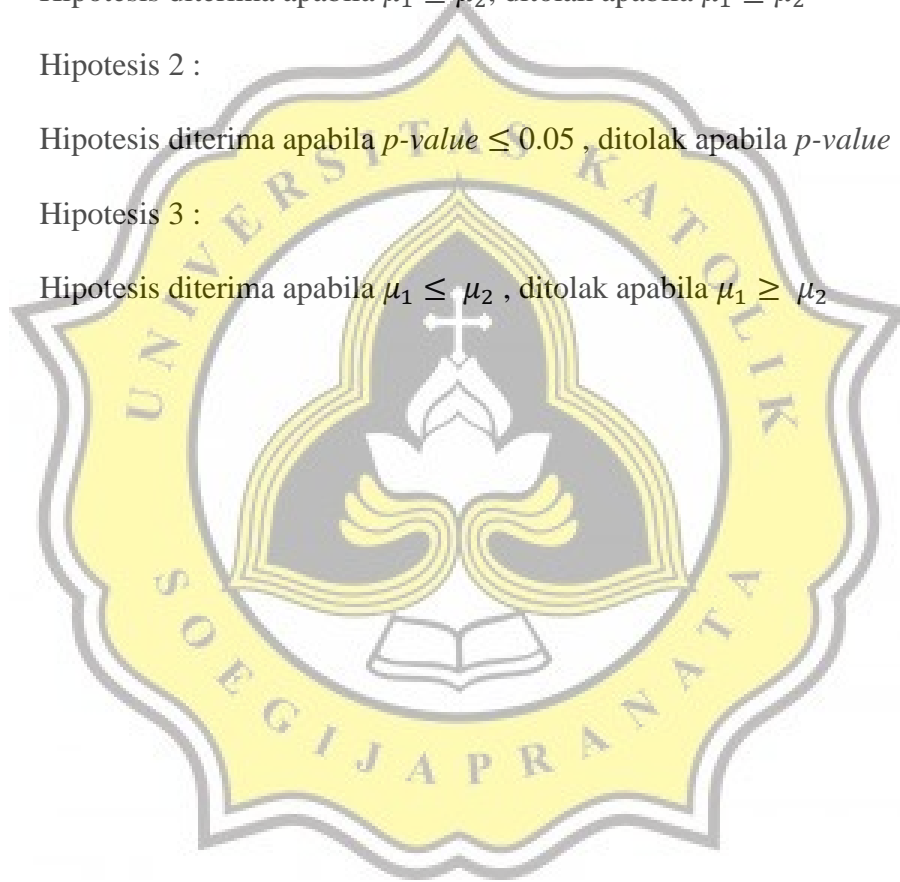 Hipotesis diterima apabila μ₁ μ₂, ditolak apabila μ₁ μ₂
Hipotesis 2 :
Hipotesis diterima apabila p-value ≤ 0.05 , ditolak apabila p-value
Hipotesis 3 :
Hipotesis diterima apabila μ₁ ≤ μ₂ , ditolak apabila μ₁ ≥ μ₂
UNIVERSITAS KATOLIK
SOEGIJAPRANATA